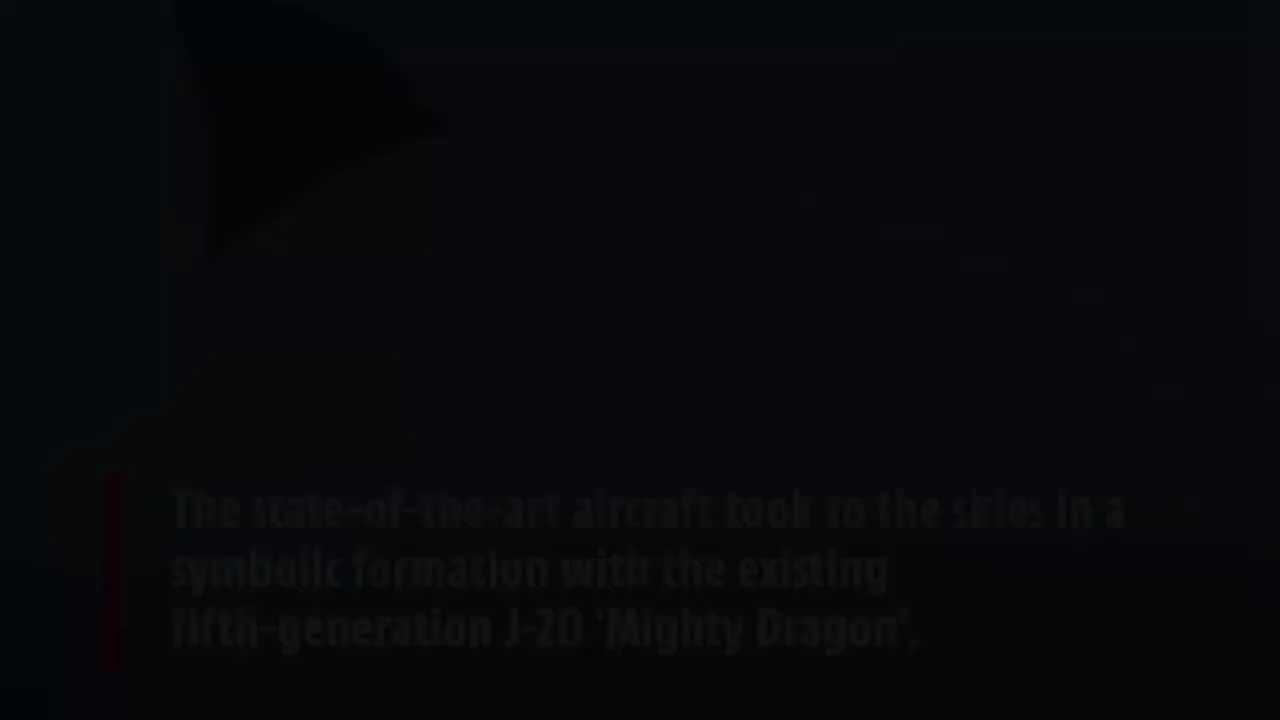 The state-of-the-art aircraft took to the skies in a
symbolic formation with the existing
fifth-generation J-20 'Mighty Dragon'.